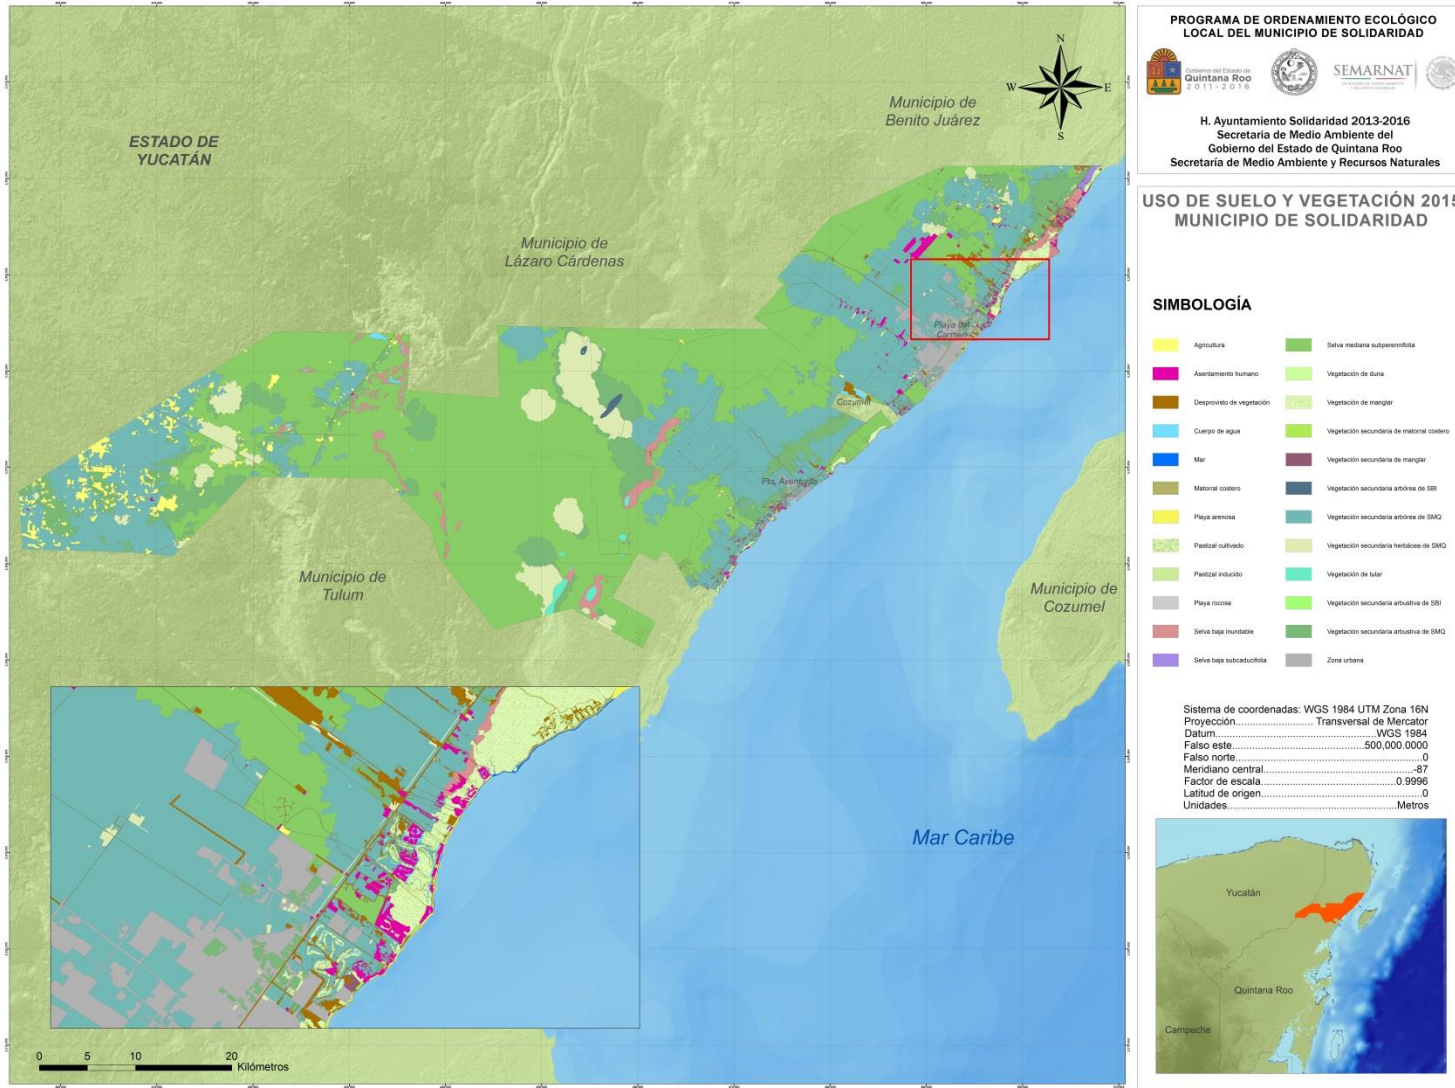 ESTADO DE
YUCATÁN
Municipio de
Benito Juárez
N
W
E
S
Municipio de
Lázaro Cárdenas
Playa del
Carmen
Cozumel
Pto. Aventuras
Municipio de
Tulum
Municipio de
Cozumel
Mar Caribe
0 5 10 20
Kilómetros
PROGRAMA DE ORDENAMIENTO ECOLÓGICO
LOCAL DEL MUNICIPIO DE SOLIDARIDAD
Gobierno del Estado de
Quintana Roo
2011-2016
SEMARNAT
H. Ayuntamiento Solidaridad 2013-2016
Secretaria de Medio Ambiente del
Gobierno del Estado de Quintana Roo
Secretaría de Medio Ambiente y Recursos Naturales
USO DE SUELO Y VEGETACIÓN 2015
MUNICIPIO DE SOLIDARIDAD
SIMBOLOGÍA
Agricultura
Asentamiento humano
Desprovisto de vegetación
Cuerpo de agua
Mar
Matorral costero
Playa arenosa
Pastizal cultivado
Pastizal inducido
Playa rocosa
Selva baja inundable
Selva baja subcaducifolia
Selva mediana subperennifolia
Vegetación de duna
Vegetación de manglar
Vegetación secundaria de matorral costero
Vegetación secundaria de manglar
Vegetación secundaria arbórea de SBI
Vegetación secundaria arbórea de SMQ
Vegetación secundaria herbácea de SMQ
Vegetación de tular
Vegetación secundaria arbustiva de SBI
Vegetación secundaria arbustiva de SMQ
Zona urbana
Sistema de coordenadas: WGS 1984 UTM Zona 16N
Proyección........................ Transversal de Mercator
Datum..........................................WGS 1984
Falso este......................................500,000.0000
Falso norte..............................................0
Meridiano central.......................................-87
Factor de escala.....................................0.9996
Latitud de origen........................................0
Unidades..............................................Metros
Yucatán
Quintana Roo
Campeche